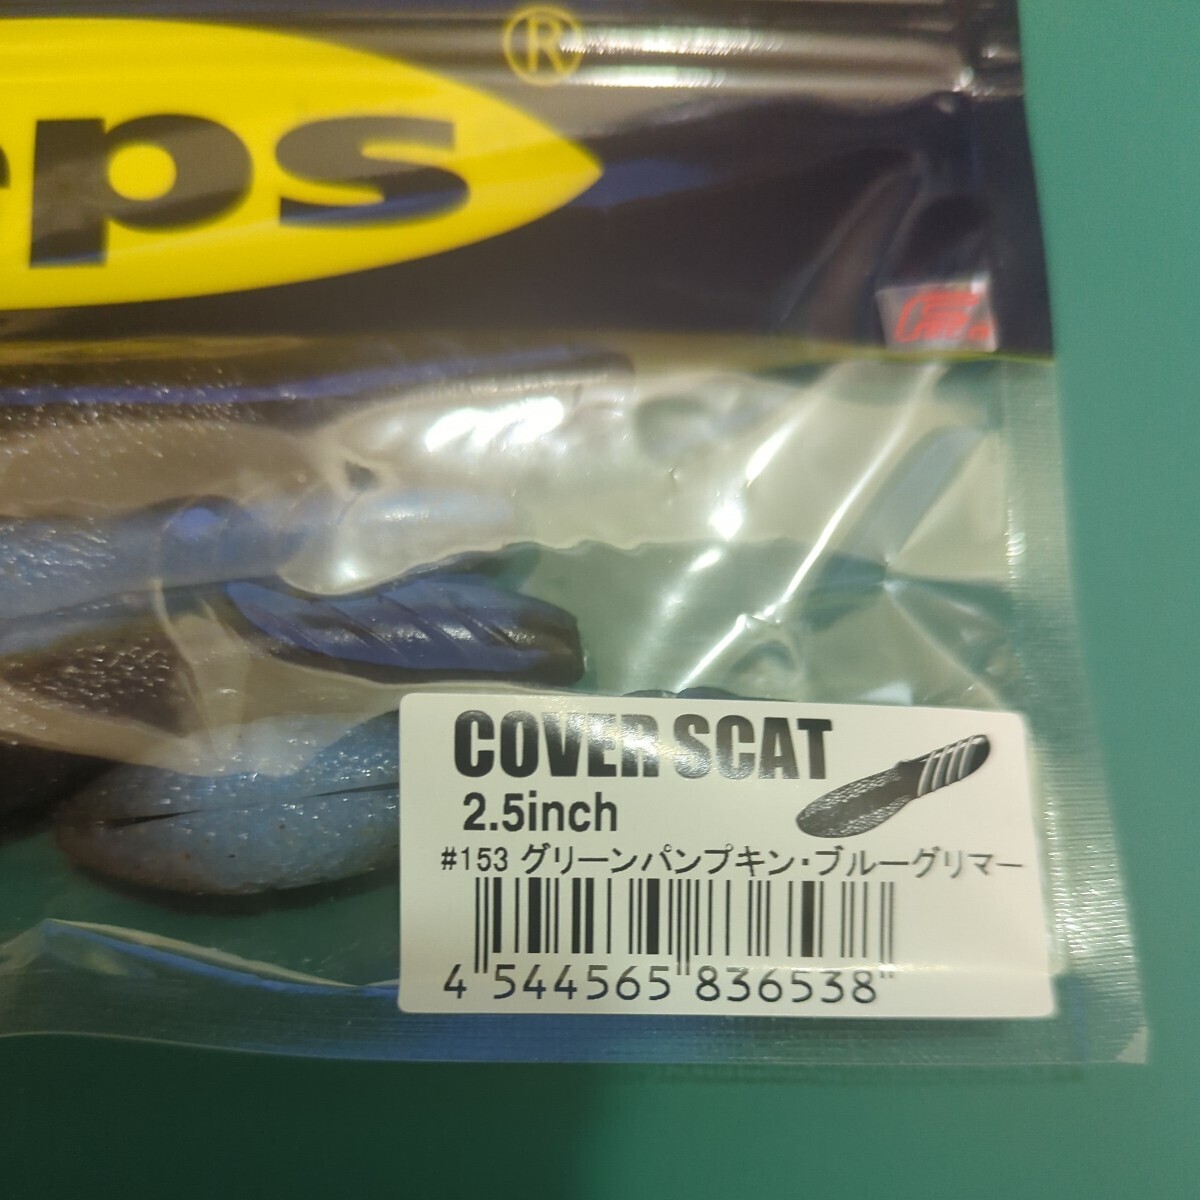 eps®
COVER SCAT
2.5inch
#153 グリーンパンプキン・ブルーグリマー
4 544565 836538